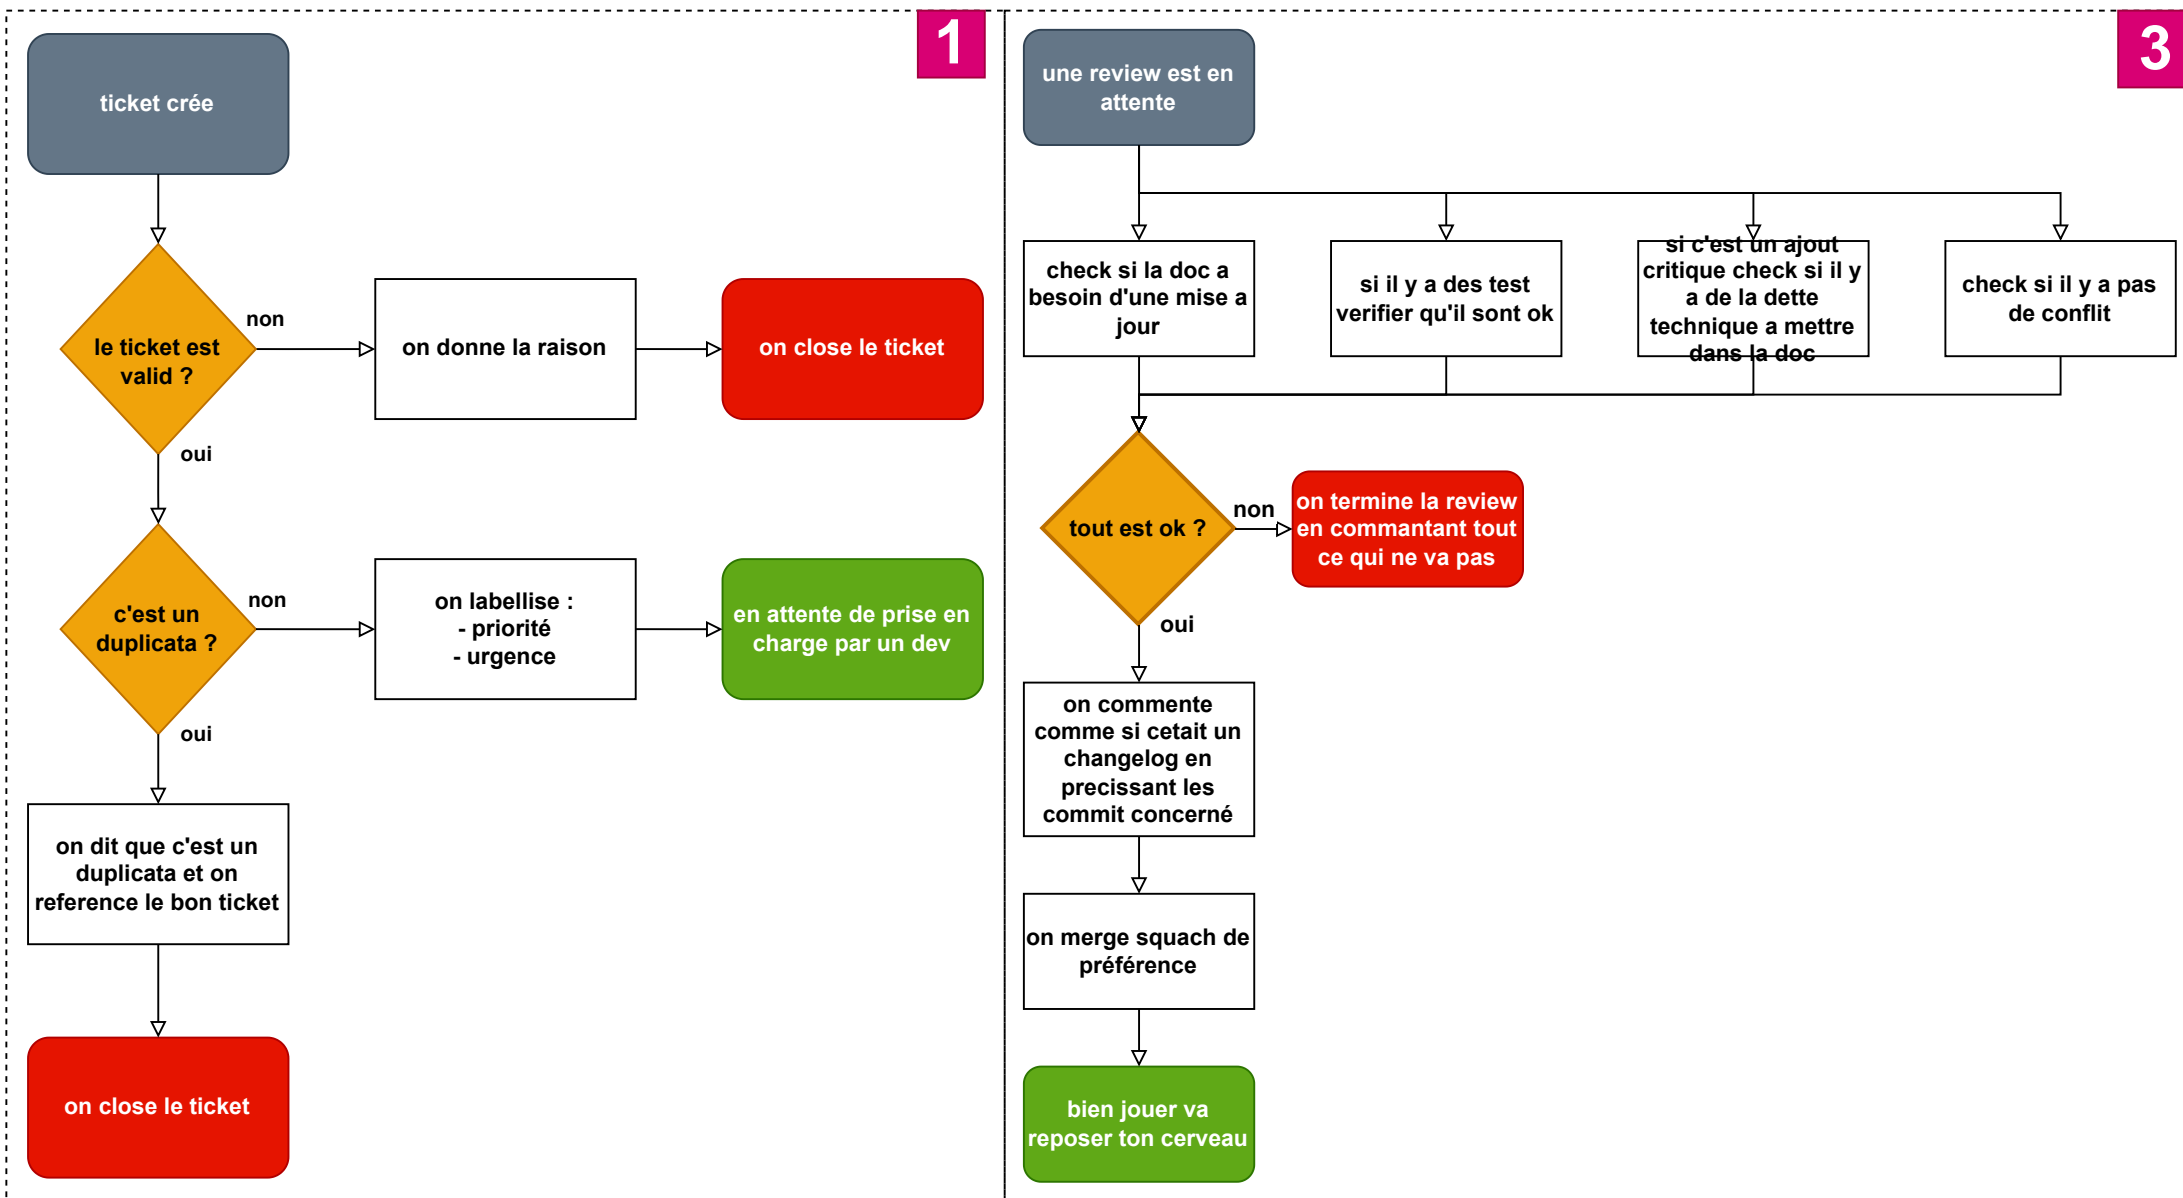 1
ticket crée
le ticket est
valid ?
non
on donne la raison
on close le ticket
oui
c'est un
duplicata ?
non
on labellise :
- priorité
- urgence
en attente de prise en
charge par un dev
oui
on dit que c'est un
duplicata et on
reference le bon ticket
on close le ticket
3
une review est en
attente
check si la doc a
besoin d'une mise a
jour
si il y a des test
verifier qu'il sont ok
si c'est un ajout
critique check si il y
a de la dette
technique a mettre
dans la doc
check si il y a pas
de conflit
tout est ok ?
non
on termine la review
en commantant tout
ce qui ne va pas
oui
on commente
comme si cetait un
changelog en
precissant les
commit concerné
on merge squach de
préférence
bien jouer va
reposer ton cerveau